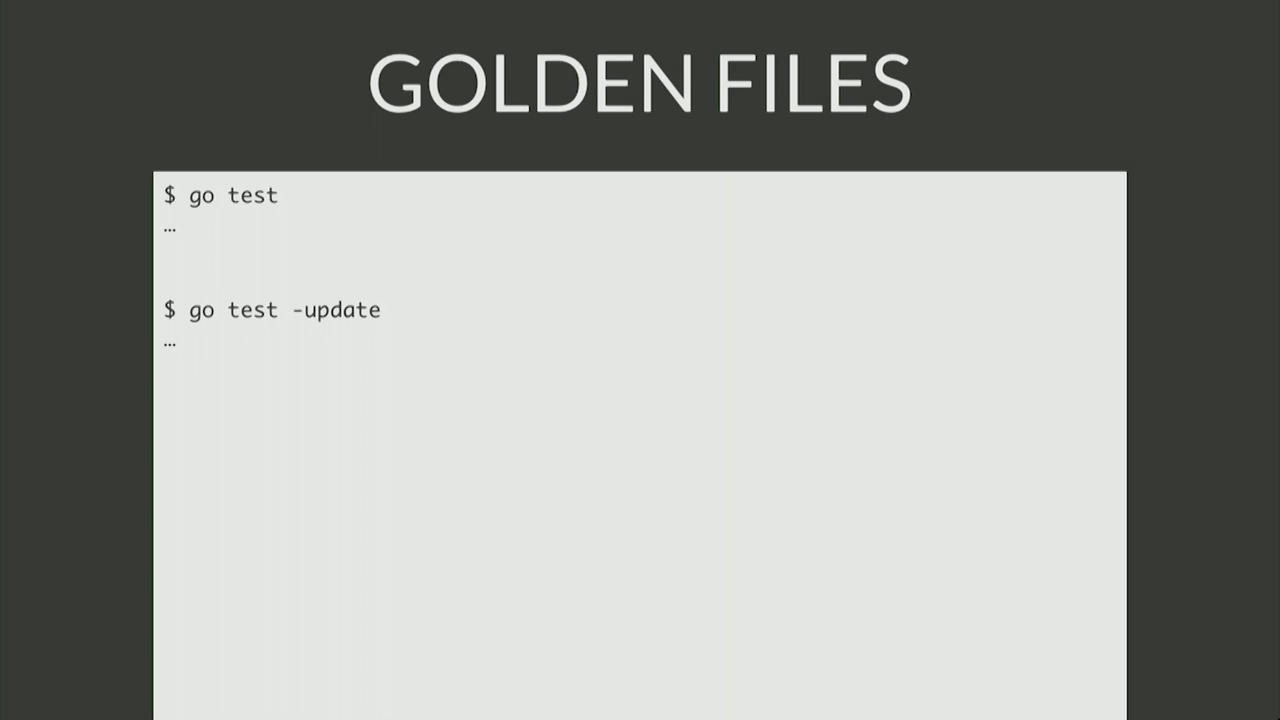 GOLDEN FILES
$ go test
…
$ go test -update
…